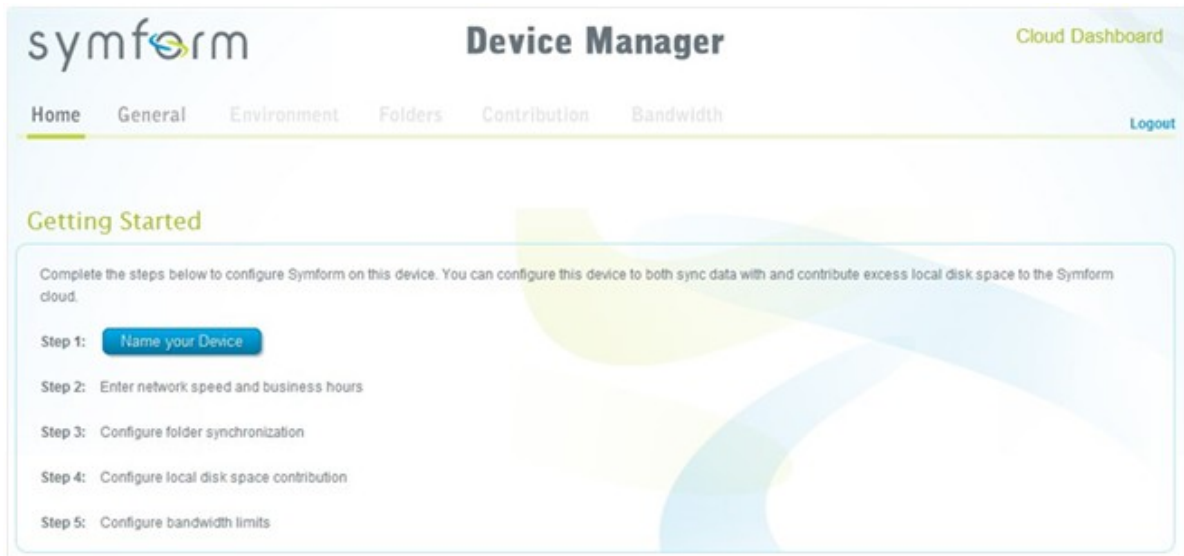 symform
Device Manager
Cloud Dashboard
Home General Environment Folders Contribution Bandwidth
Logout
Getting Started
Complete the steps below to configure Symform on this device. You can configure this device to both sync data with and contribute excess local disk space to the Symform
cloud.
Step 1: Name your Device
Step 2: Enter network speed and business hours
Step 3: Configure folder synchronization
Step 4: Configure local disk space contribution
Step 5: Configure bandwidth limits